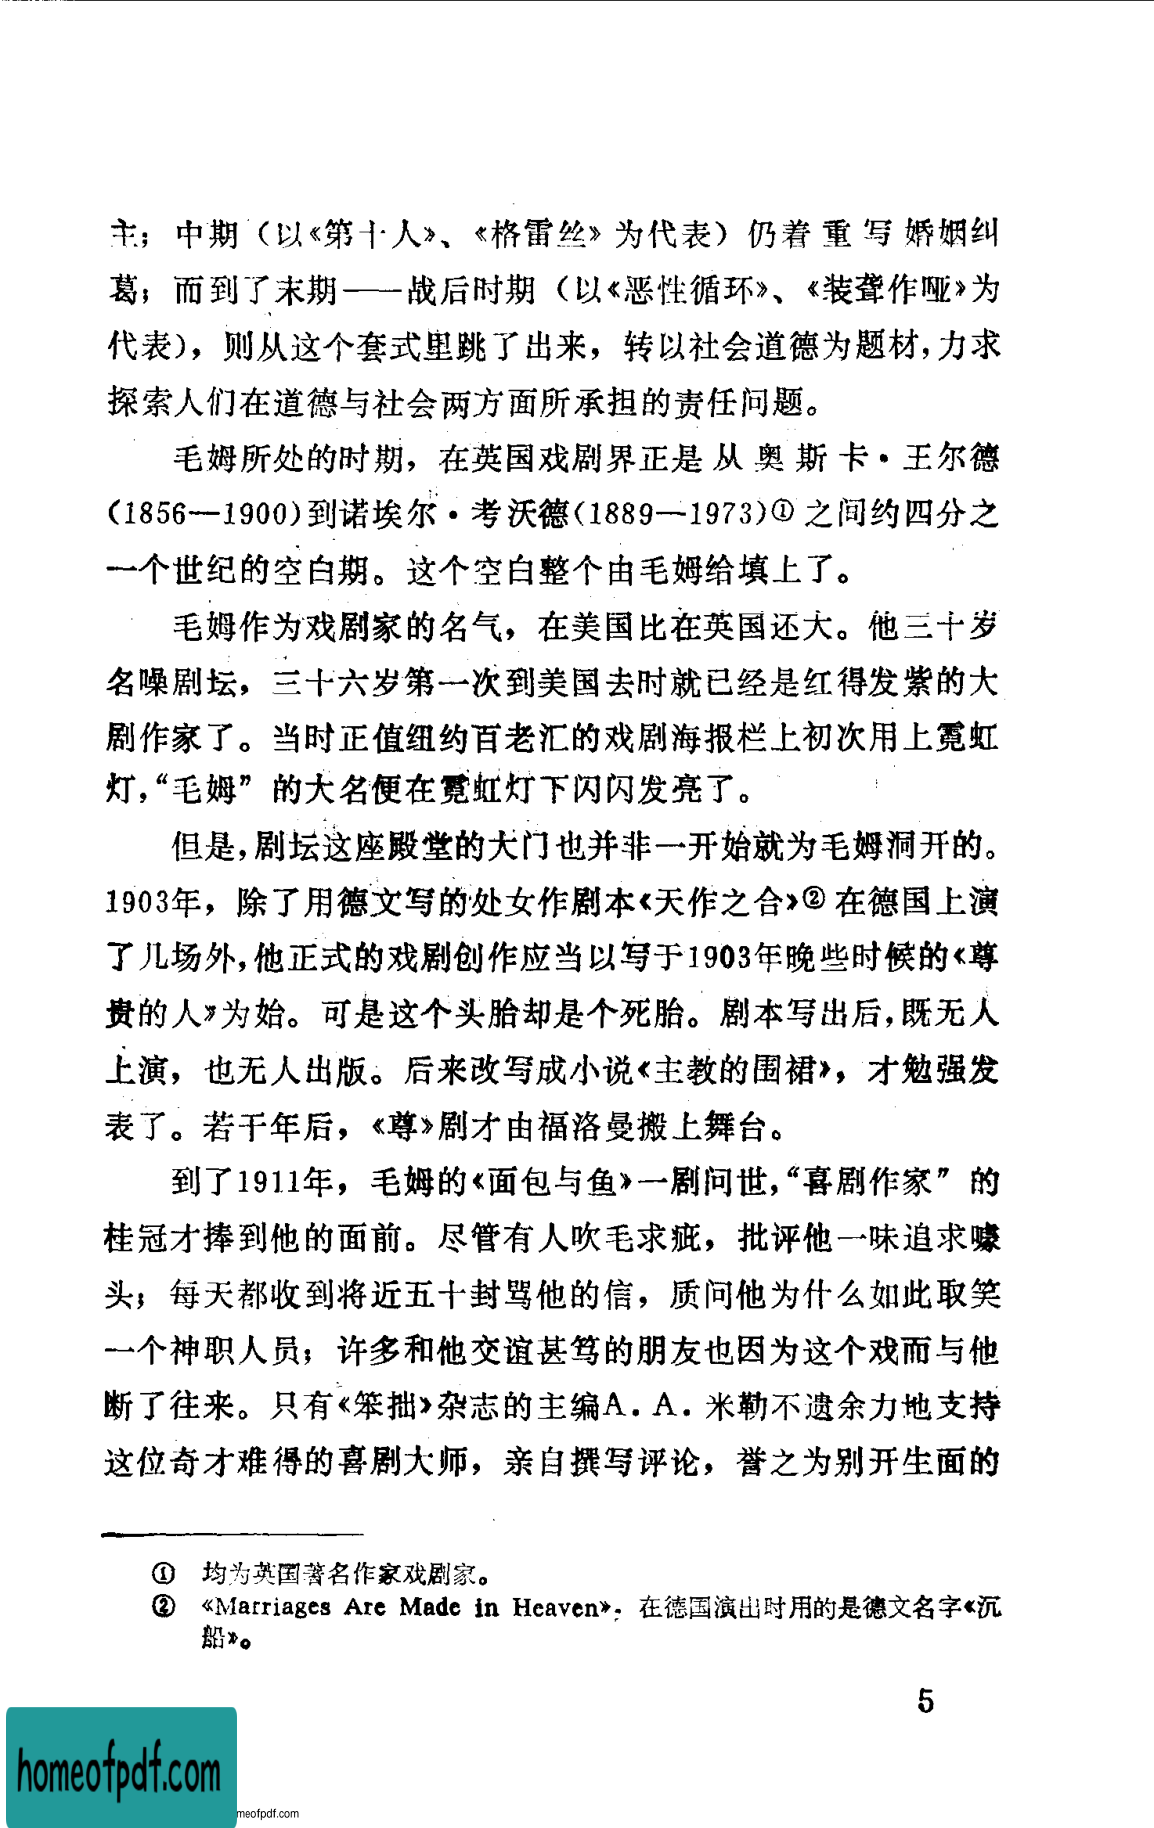 主；中期（以《第十人》、《格雷丝》为代表）仍着重写婚姻纠
葛；而到了末期——战后时期（以《恶性循环》、《装聋作哑》为
代表），则从这个套式里跳了出来，转以社会道德为题材，力求
探索人们在道德与社会两方面所承担的责任问题。
毛姆所处的时期，在英国戏剧界正是从奥斯卡·王尔德
（1856—1900）到诺埃尔·考沃德（1889—1973）①之间约四分之
一个世纪的空白期。这个空白整个由毛姆给填上了。
毛姆作为戏剧家的名气，在美国比在英国还大。他三十岁
名噪剧坛，三十六岁第一次到美国去时就已经是红得发紫的大
剧作家了。当时正值纽约百老汇的戏剧海报栏上初次用上霓虹
灯，“毛姆”的大名便在霓虹灯下闪闪发亮了。
但是，剧坛这座殿堂的大门也并非一开始就为毛姆洞开的。
1903年，除了用德文写的处女作剧本《天作之合》②在德国上演
了几场外，他正式的戏剧创作应当以写于1903年晚些时候的《尊
贵的人》为始。可是这个头胎却是个死胎。剧本写出后，既无人
上演，也无人出版。后来改写成小说《主教的围裙》，才勉强发
表了。若干年后，《尊》剧才由福洛曼搬上舞台。
到了1911年，毛姆的《面包与鱼》一剧问世，“喜剧作家”的
桂冠才捧到他的面前。尽管有人吹毛求疵，批评他一味追求噱
头；每天都收到将近五十封骂他的信，质问他为什么如此取笑
一个神职人员；许多和他交谊甚笃的朋友也因为这个戏而与他
断了往来。只有《笨拙》杂志的主编A．A．米勒不遗余力地支持
这位奇才难得的喜剧大师，亲自撰写评论，誉之为别开生面的
① 均为英国著名作家戏剧家。
② 《Marriages Are Made in Heaven》；在德国演出时用的是德文名字《沉
船》。
5
homeofpdf.com
meofpdf.com